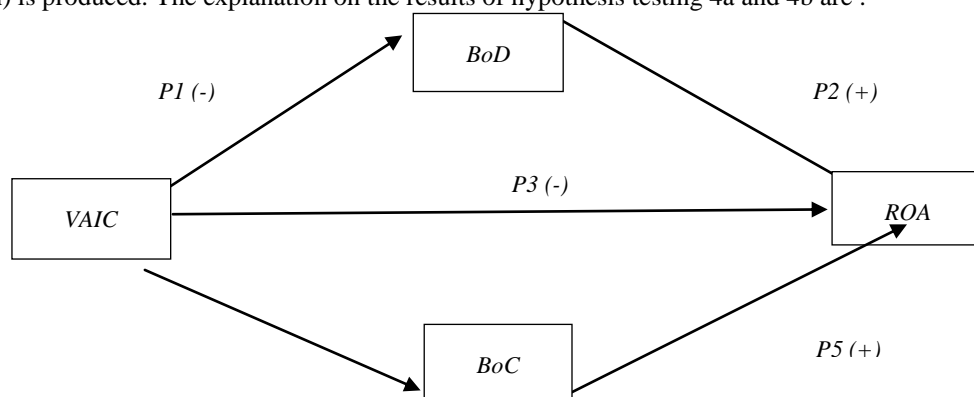 ) is produced. The explanation on the results of hypothesis testing 4a and 4b are :
BoD
P1 (-)
P2 (+)
P3 (-)
VAIC
ROA
P5 (+)
BoC